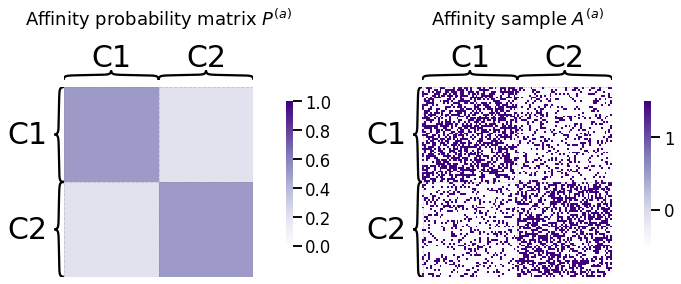 Affinity probability matrix P^(a)
C1 C2
C1
C2
1.0
0.8
0.6
0.4
0.2
0.0
Affinity sample A^(a)
C1 C2
C1
C2
1
0